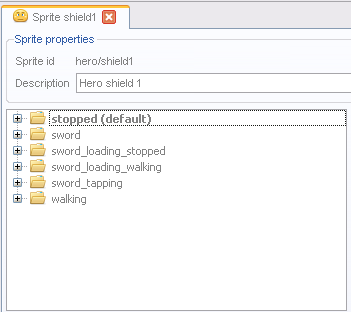 Sprite shield1
Sprite properties
Sprite id hero/shield1
Description Hero shield 1
stopped (default)
sword
sword_loading_stopped
sword_loading_walking
sword_tapping
walking